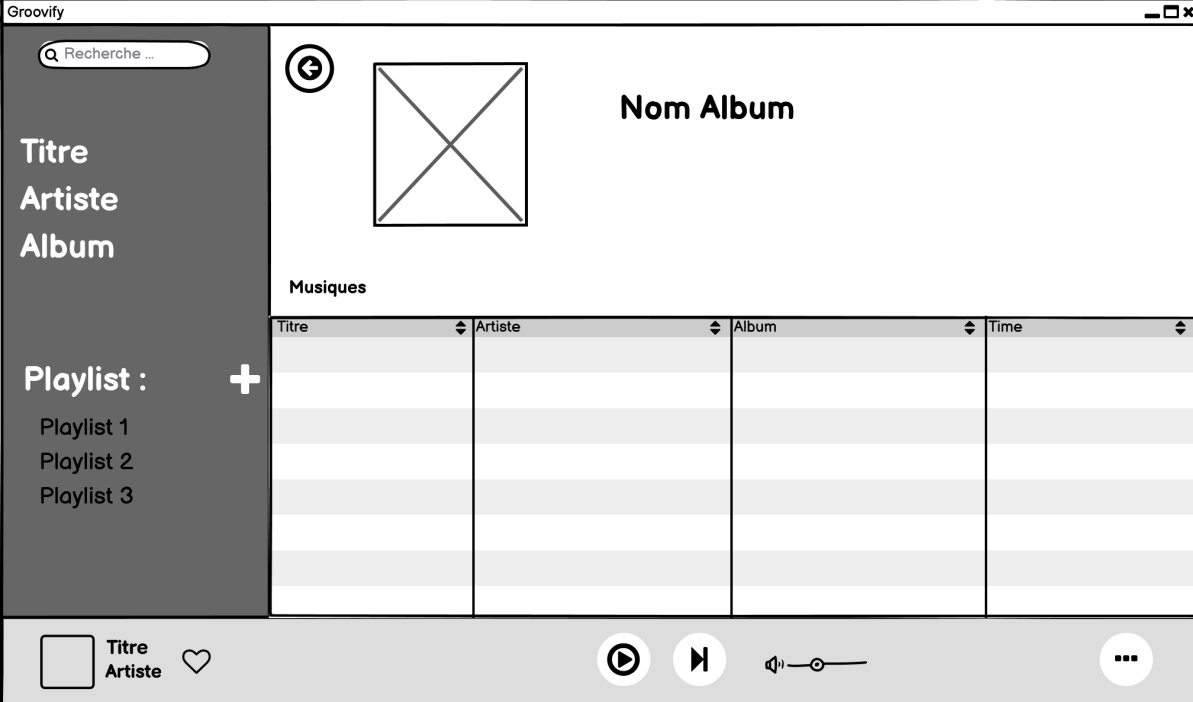 Groovify
Recherche ...
Titre
Artiste
Album
Playlist :
Playlist 1
Playlist 2
Playlist 3
Nom Album
Musiques
Titre Artiste Album Time
Titre
Artiste